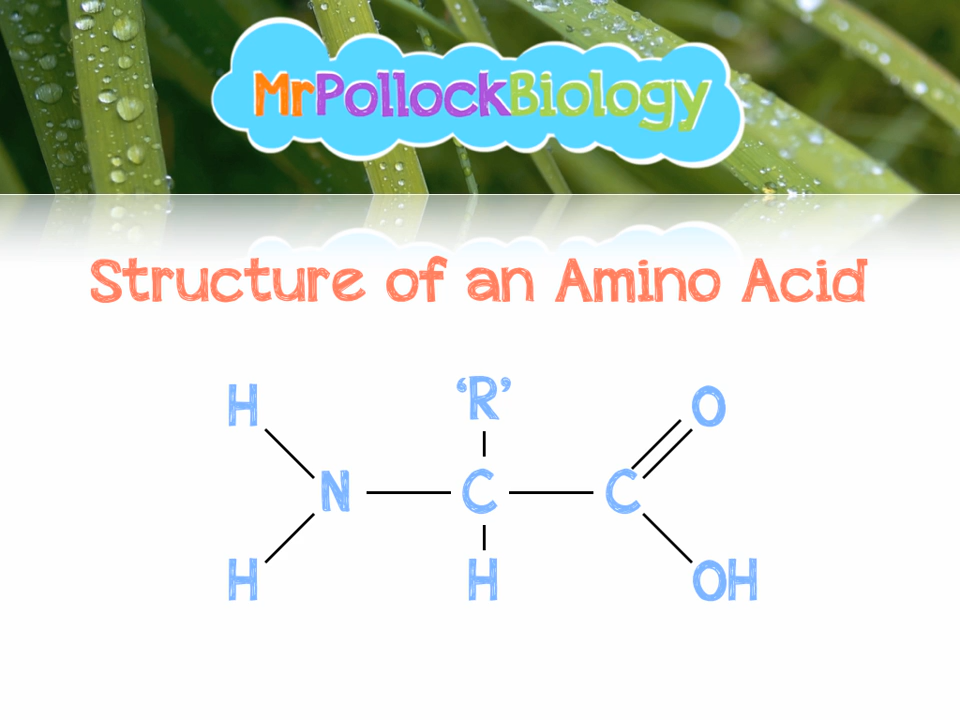 MrPollockBiology
Structure of an Amino Acid
H 'R' O
N C C
H H OH